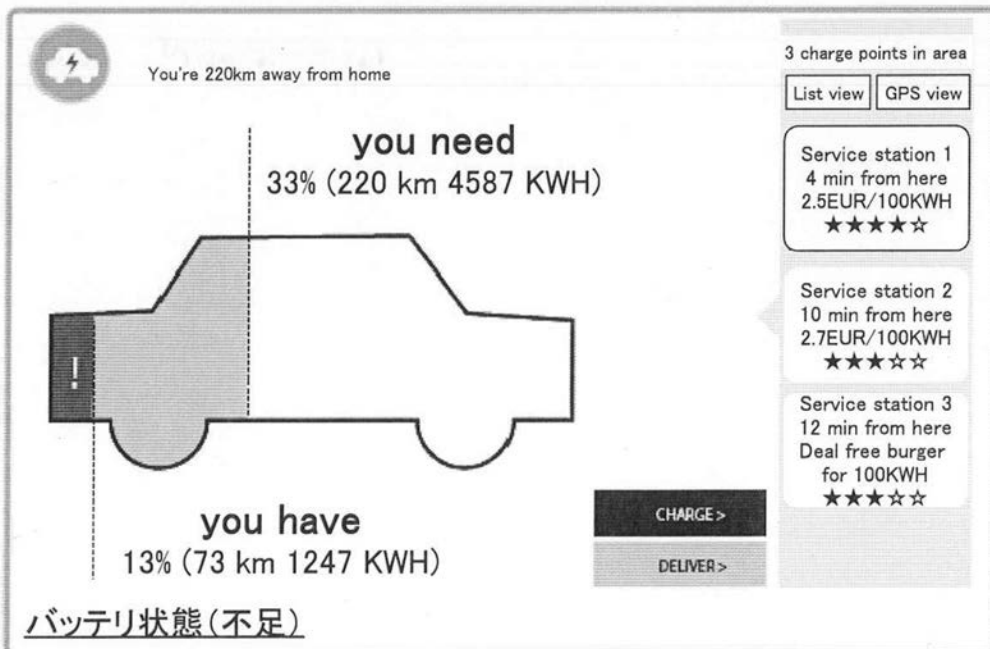 You're 220km away from home
you need
33% (220 km 4587 KWH)
!
you have
13% (73 km 1247 KWH)
CHARGE >
DELIVER >
3 charge points in area
List view
GPS view
Service station 1
4 min from here
2.5EUR/100KWH
★★★★☆
Service station 2
10 min from here
2.7EUR/100KWH
★★★☆☆
Service station 3
12 min from here
Deal free burger
for 100KWH
★★★☆☆
バッテリ状態(不足)